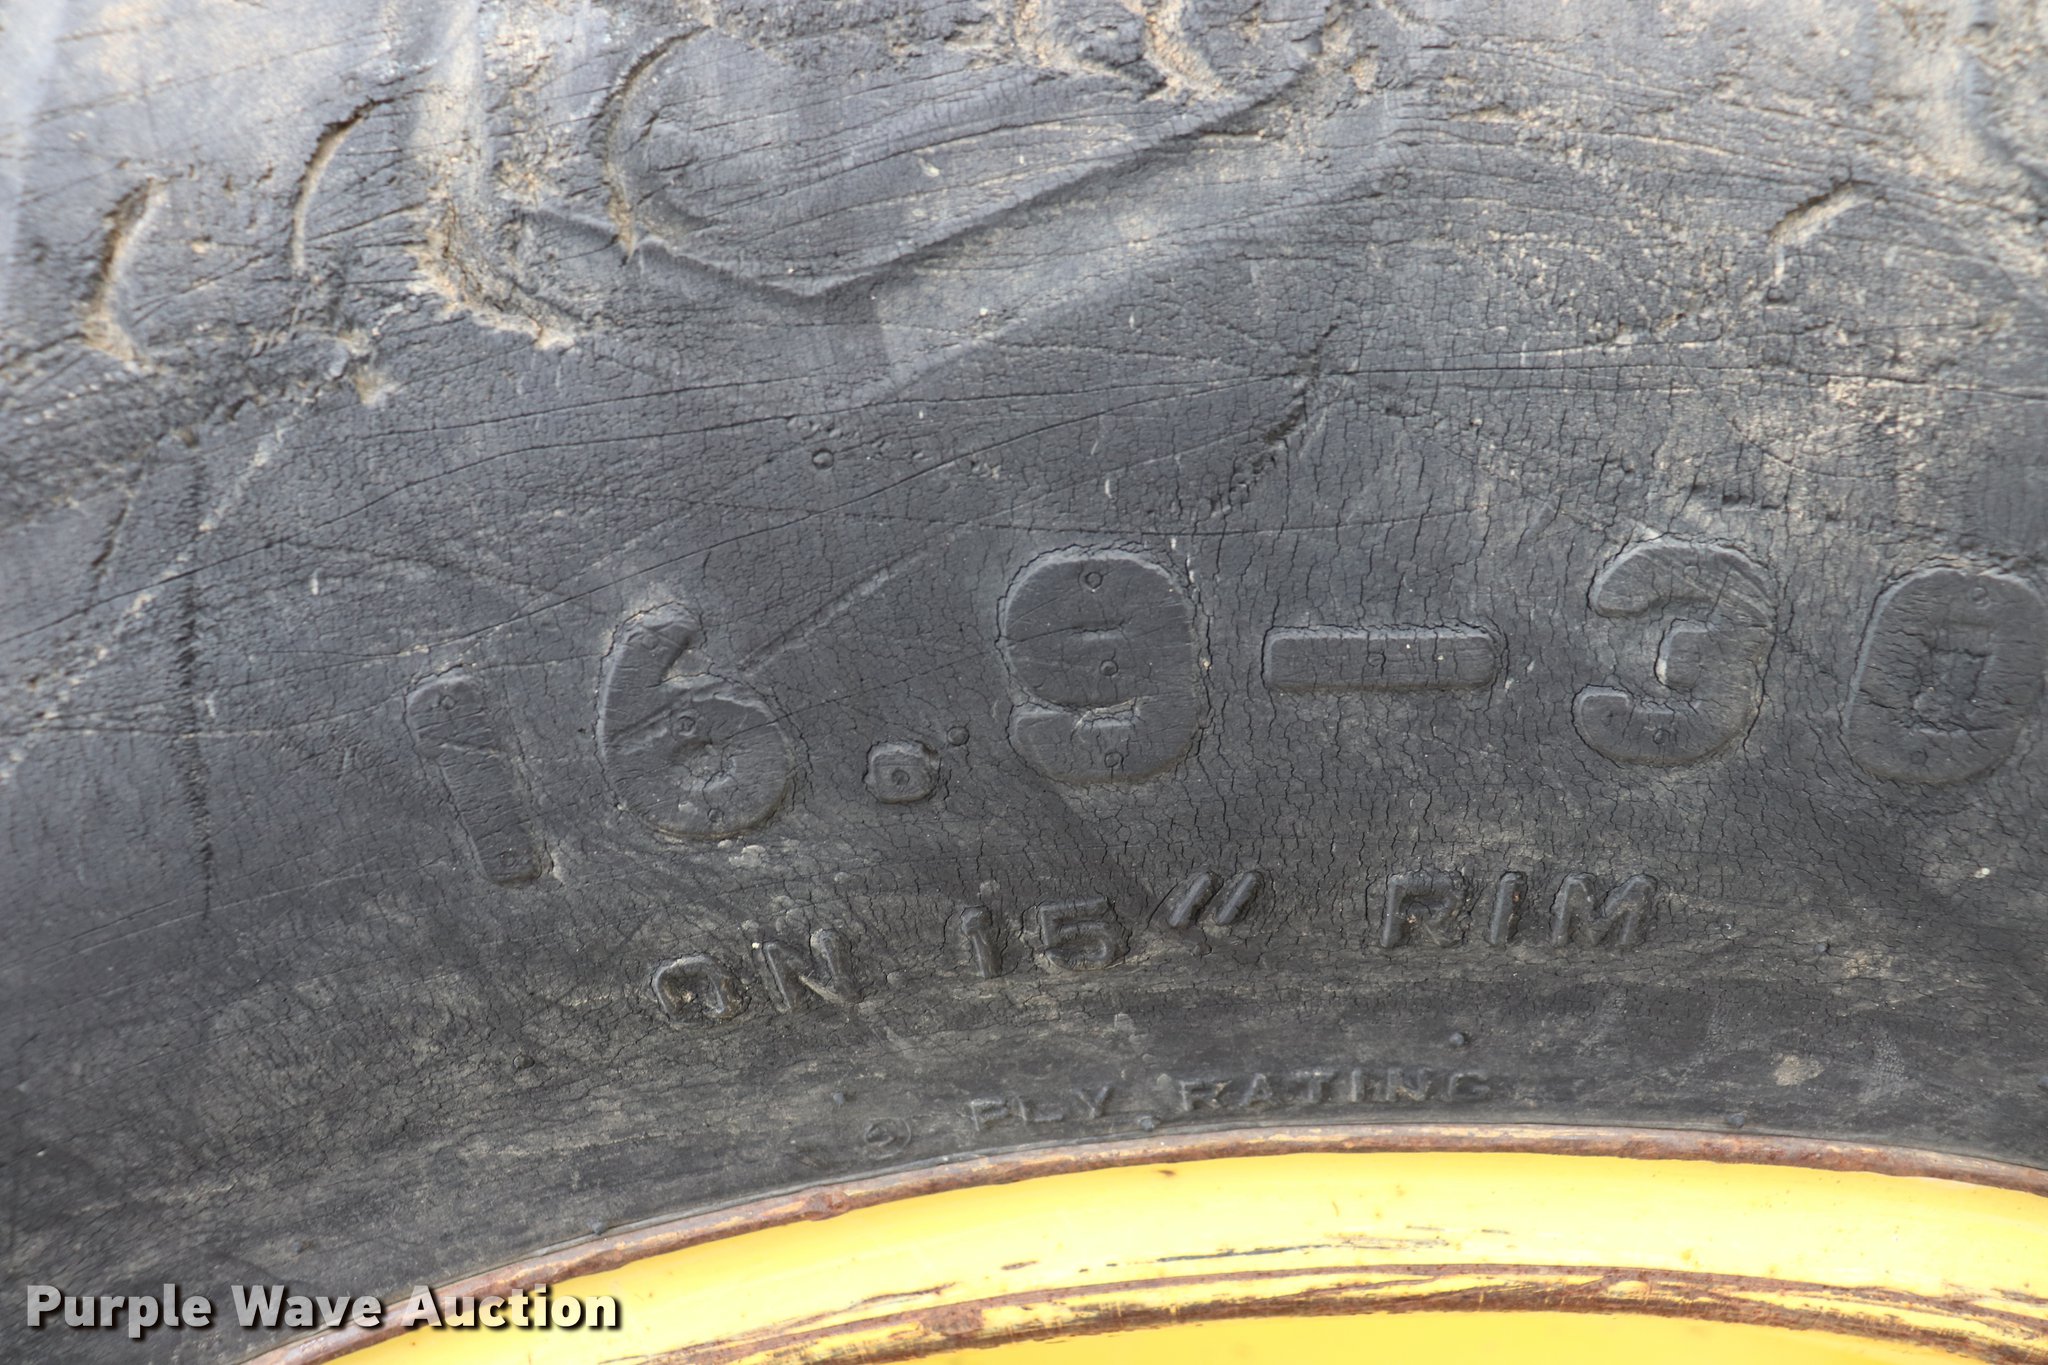 16.9-30
ON 15" RIM
PLY RATING
Purple Wave Auction